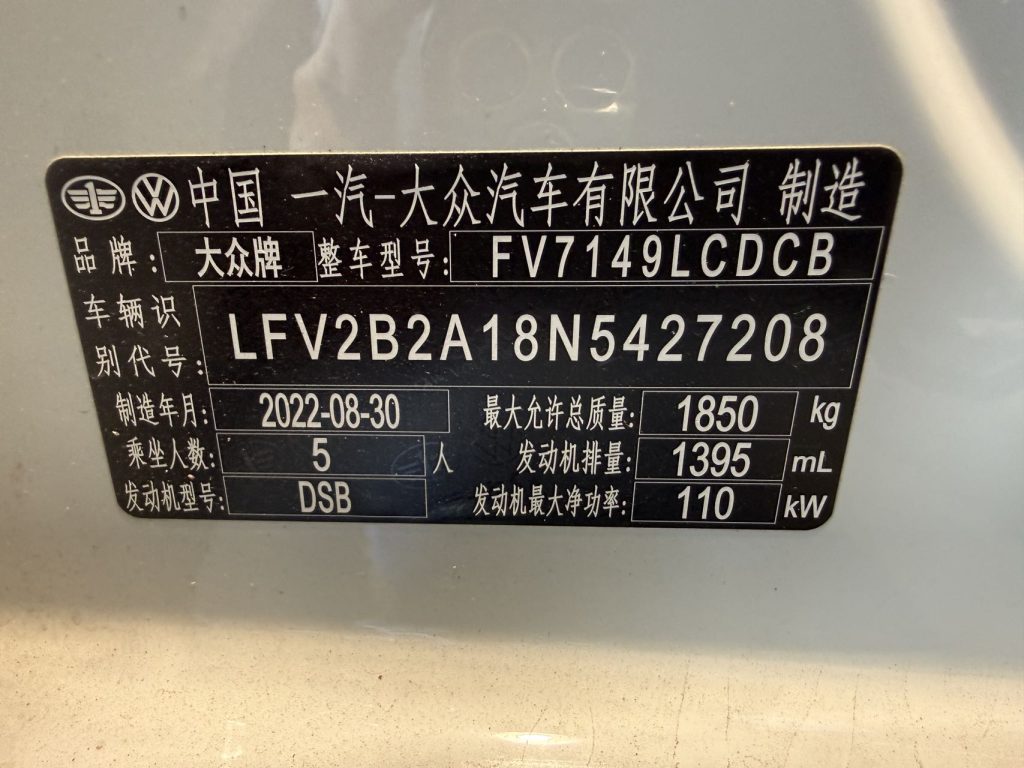 中国 一汽-大众汽车有限公司 制造
品牌: 大众牌 整车型号: FV7149LCDCB
车辆识
别代号: LFV2B2A18N5427208
制造年月: 2022-08-30 最大允许总质量: 1850 kg
乘坐人数: 5 人 发动机排量: 1395 mL
发动机型号: DSB 发动机最大净功率: 110 kW